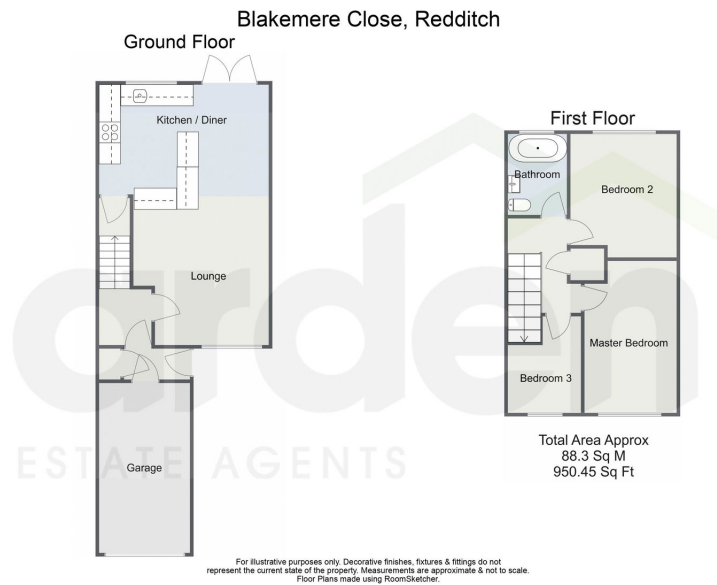 Blakemere Close, Redditch
Ground Floor
Kitchen / Diner
Lounge
Garage
First Floor
Bathroom
Bedroom 2
Master Bedroom
Bedroom 3
Total Area Approx
88.3 Sq M
950.45 Sq Ft
arden
ESTATE AGENTS
For illustrative purposes only. Decorative finishes, fixtures & fittings do not
represent the current state of the property. Measurements are approximate & not to scale.
Floor Plans made using RoomSketcher.